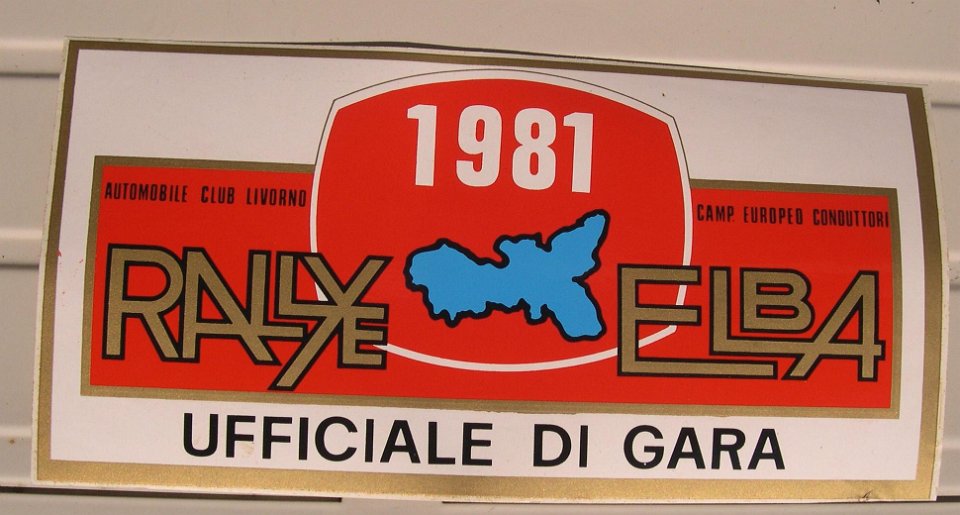 1981
AUTOMOBILE CLUB LIVORNO
CAMP. EUROPEO CONDUTTORI
RALLYE ELBA
UFFICIALE DI GARA